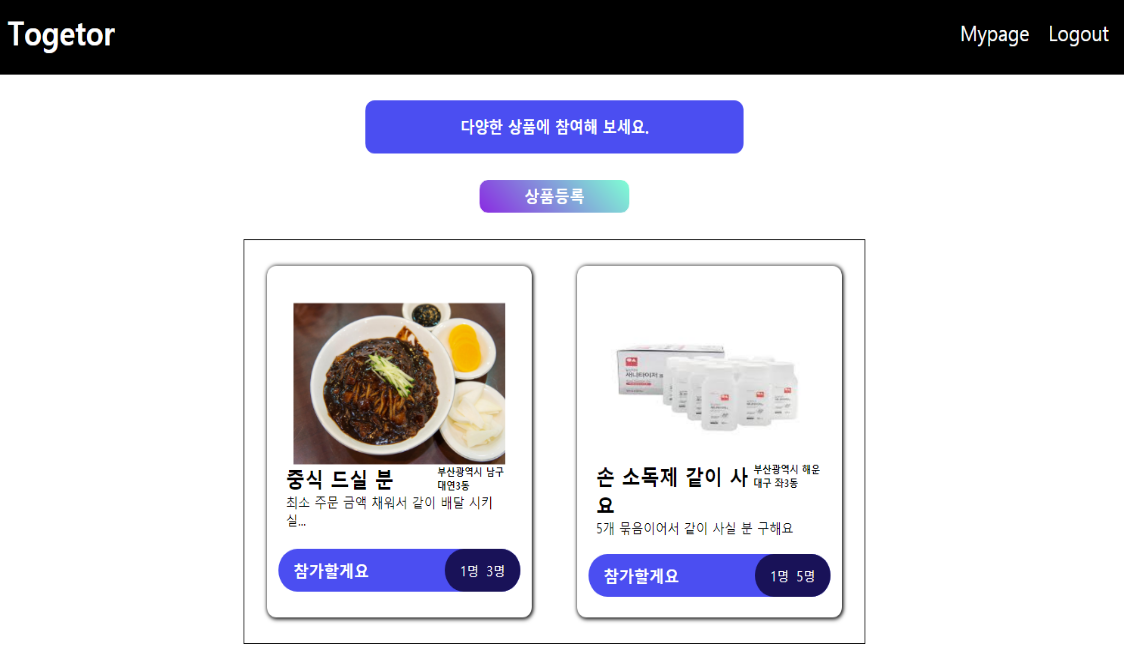 Togetor
Mypage Logout
다양한 상품에 참여해 보세요.
상품등록
중식 드실 분
부산광역시 남구
대연3동
최소 주문 금액 채워서 같이 배달 시키
실...
참가할게요
1명 3명
손 소독제 같이 사
요
부산광역시 해운
대구 좌3동
5개 묶음이어서 같이 사실 분 구해요
참가할게요
1명 5명